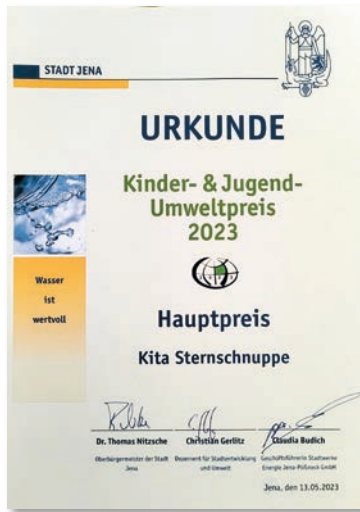 STADT JENA
URKUNDE
Kinder- & Jugend-
Umweltpreis
2023
Wasser
ist
wertvoll
Hauptpreis
Kita Sternschnuppe
Dr. Thomas Nitzsche
Oberbürgermeister der Stadt
Jena
Christian Gerlitz
Dezernent für Stadtentwicklung
und Umwelt
Claudia Budich
Geschäftsführerin Stadtwerke
Energie Jena-Pößneck GmbH
Jena, den 13.05.2023